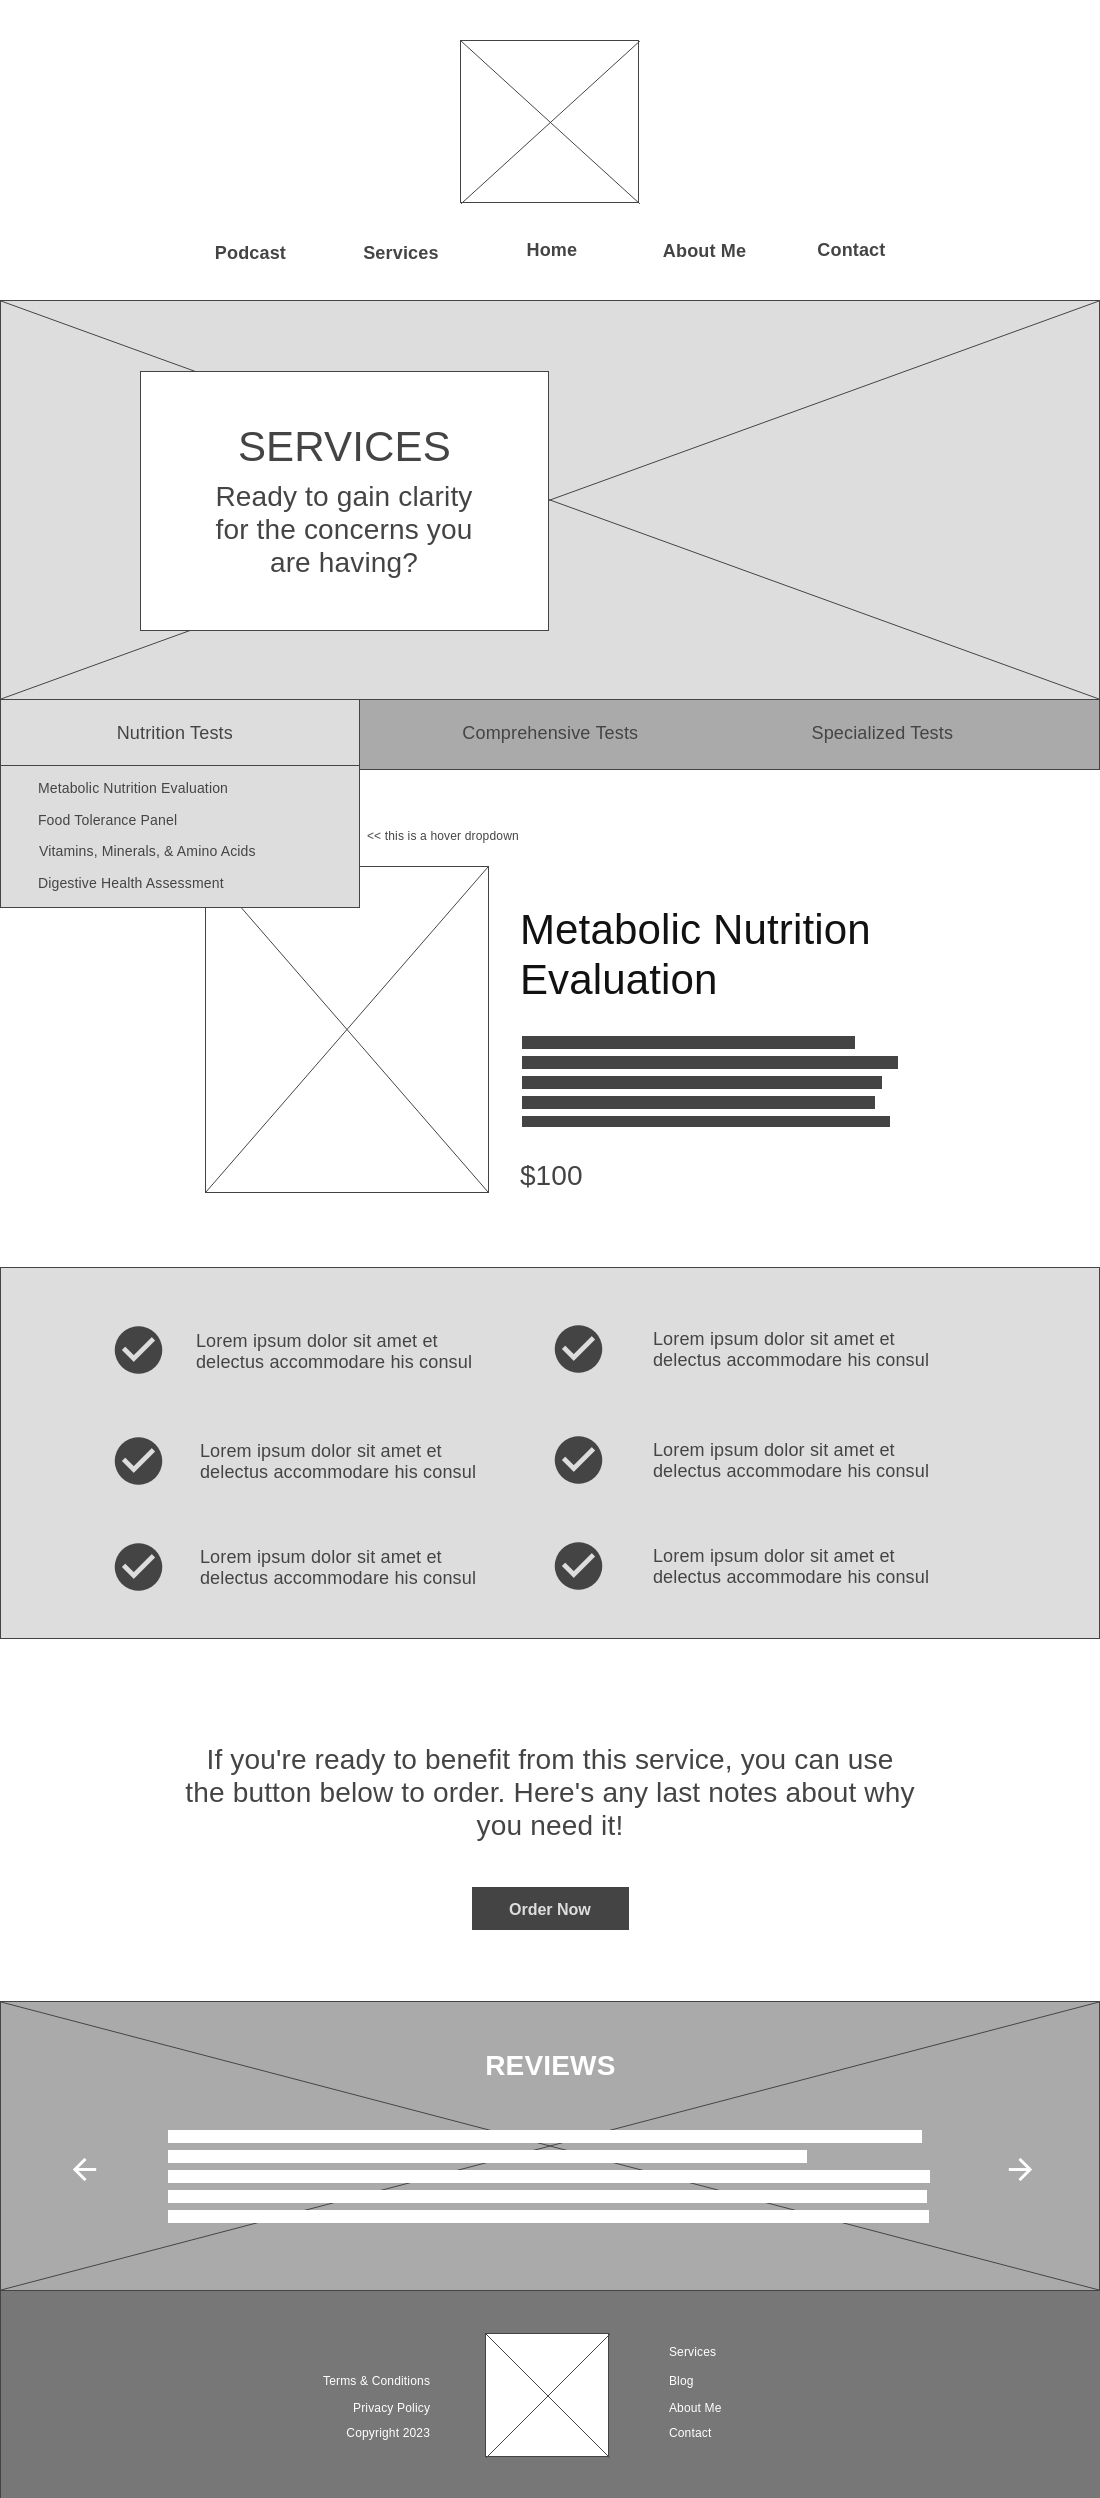 Podcast
Services
Home
About Me
Contact
SERVICES
Ready to gain clarity
for the concerns you
are having?
Nutrition Tests
Comprehensive Tests
Specialized Tests
Metabolic Nutrition Evaluation
Food Tolerance Panel
Vitamins, Minerals, & Amino Acids
Digestive Health Assessment
<< this is a hover dropdown
Metabolic Nutrition
Evaluation
$100
Lorem ipsum dolor sit amet et
delectus accommodare his consul
Lorem ipsum dolor sit amet et
delectus accommodare his consul
Lorem ipsum dolor sit amet et
delectus accommodare his consul
Lorem ipsum dolor sit amet et
delectus accommodare his consul
Lorem ipsum dolor sit amet et
delectus accommodare his consul
Lorem ipsum dolor sit amet et
delectus accommodare his consul
If you're ready to benefit from this service, you can use
the button below to order. Here's any last notes about why
you need it!
Order Now
REVIEWS
Terms & Conditions
Privacy Policy
Copyright 2023
Services
Blog
About Me
Contact